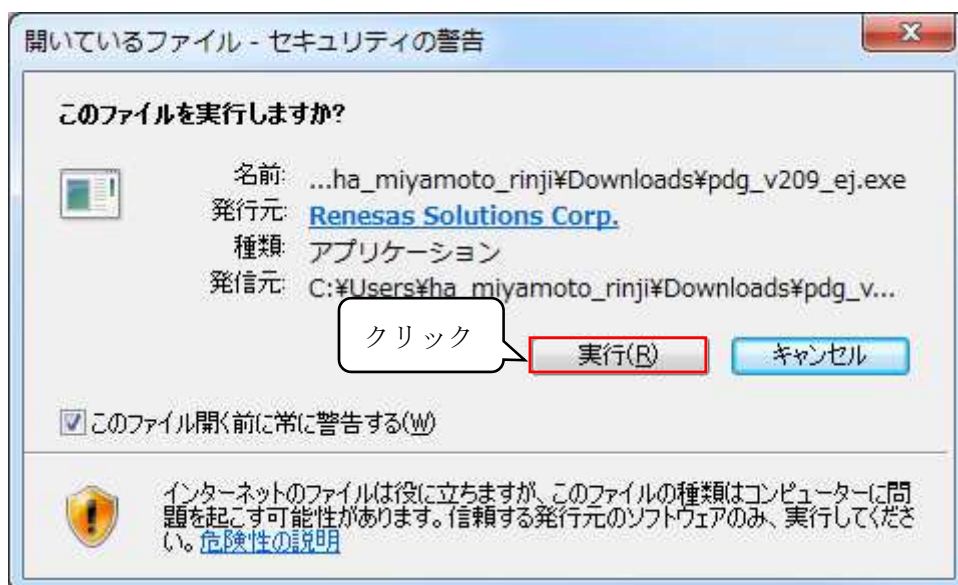 開いているファイル - セキュリティの警告
このファイルを実行しますか?
名前: ...ha_miyamoto_rinji¥Downloads¥pdg_v209_ej.exe
発行元: Renesas Solutions Corp.
種類: アプリケーション
発信元: C:¥Users¥ha_miyamoto_rinji¥Downloads¥pdg_v...
クリック
実行(R) キャンセル
このファイル開く前に常に警告する(W)
インターネットのファイルは役に立ちますが、このファイルの種類はコンピューターに問
題を起こす可能性があります。信頼する発行元のソフトウェアのみ、実行してくださ
い。危険性の説明